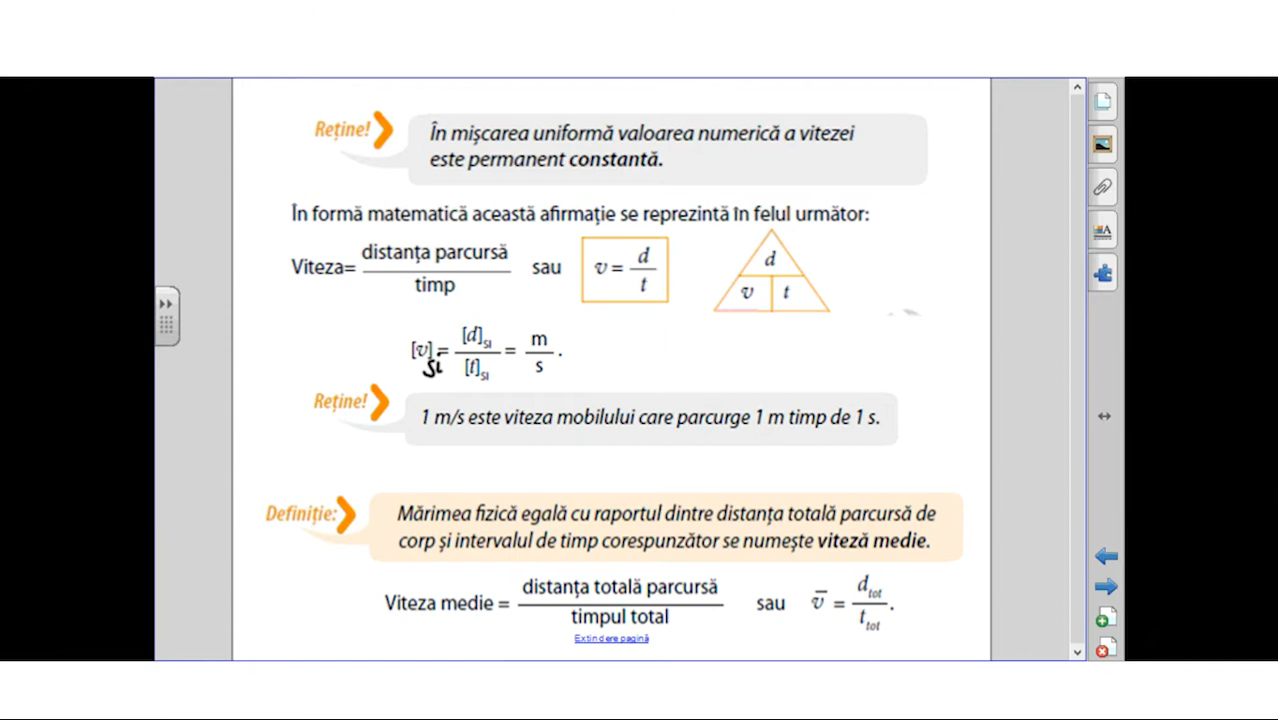 Reține!
În mișcarea uniformă valoarea numerică a vitezei
este permanent constantă.
În formă matematică această afirmație se reprezintă în felul următor:
Viteza= distanța parcursă / timp sau v = d / t
d
v t
[v]SI = [d]SI / [t]SI = m / s .
Reține!
1 m/s este viteza mobilului care parcurge 1 m timp de 1 s.
Definiție:
Mărimea fizică egală cu raportul dintre distanța totală parcursă de
corp și intervalul de timp corespunzător se numește viteză medie.
Viteza medie = distanța totală parcursă / timpul total sau v̄ = d tot / t tot .
Extindere pagină